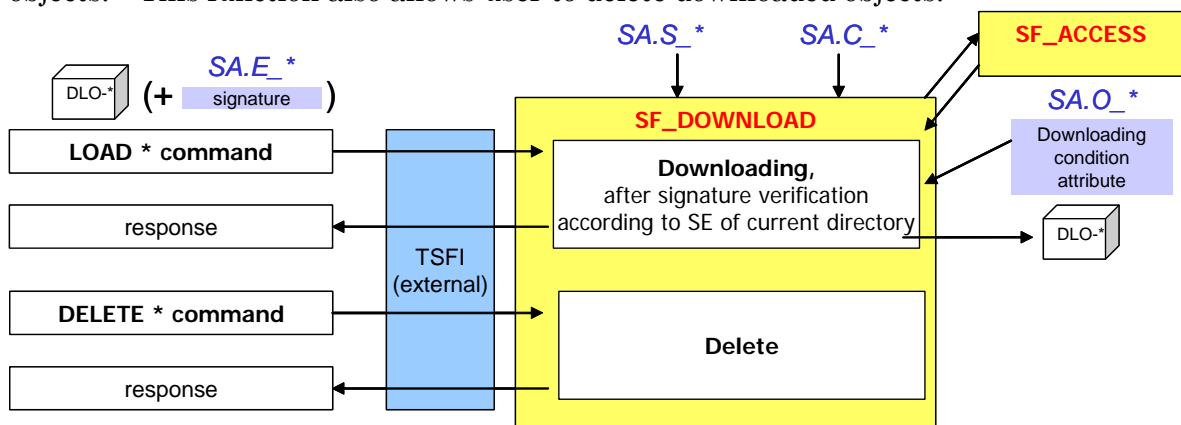 objects. This function also allows user to delete downloaded objects.
SA.S_*
SA.C_*
SF_ACCESS
SA.E_*
DLO-*
(+ signature )
SA.O_*
SF_DOWNLOAD
Downloading
condition
attribute
LOAD * command
Downloading,
after signature verification
according to SE of current directory
response
DLO-*
TSFI
(external)
DELETE * command
Delete
response